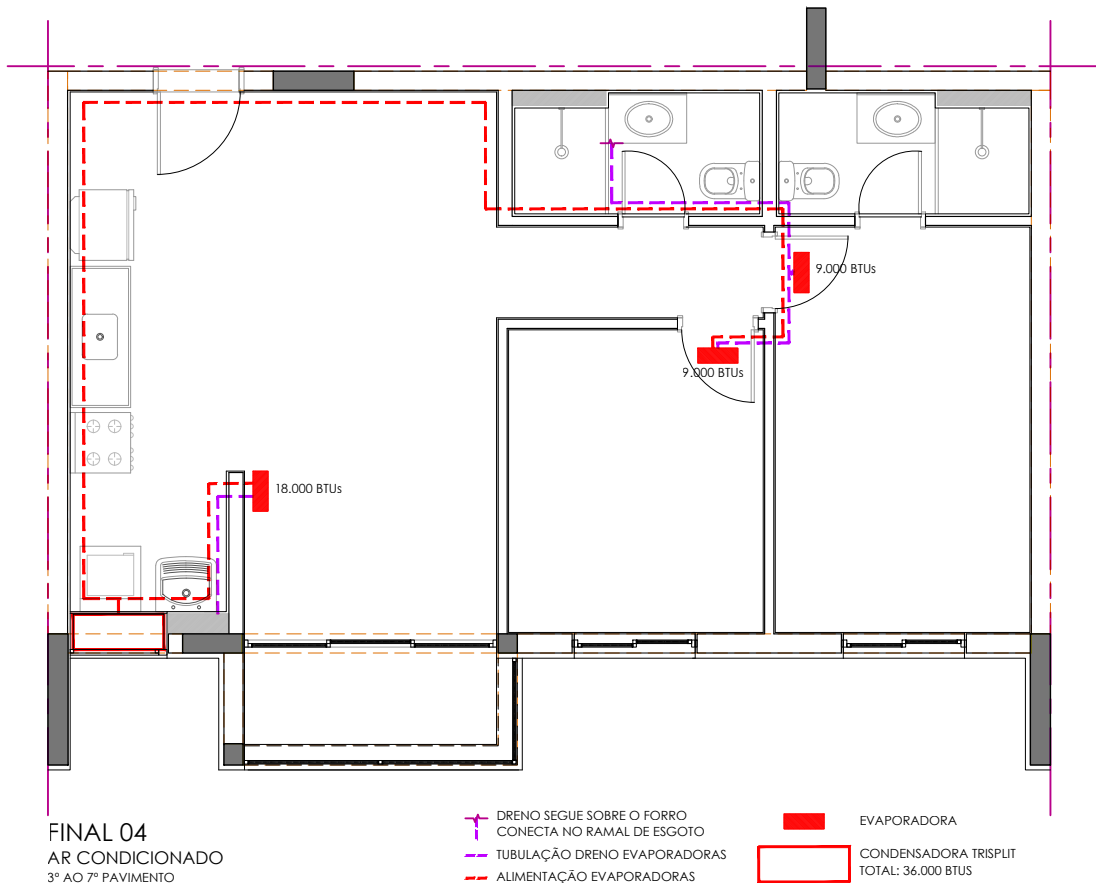 9.000 BTUs
9.000 BTUs
18.000 BTUs
FINAL 04
AR CONDICIONADO
3º AO 7º PAVIMENTO
DRENO SEGUE SOBRE O FORRO
CONECTA NO RAMAL DE ESGOTO
TUBULAÇÃO DRENO EVAPORADORAS
ALIMENTAÇÃO EVAPORADORAS
EVAPORADORA
CONDENSADORA TRISPLIT
TOTAL: 36.000 BTUS